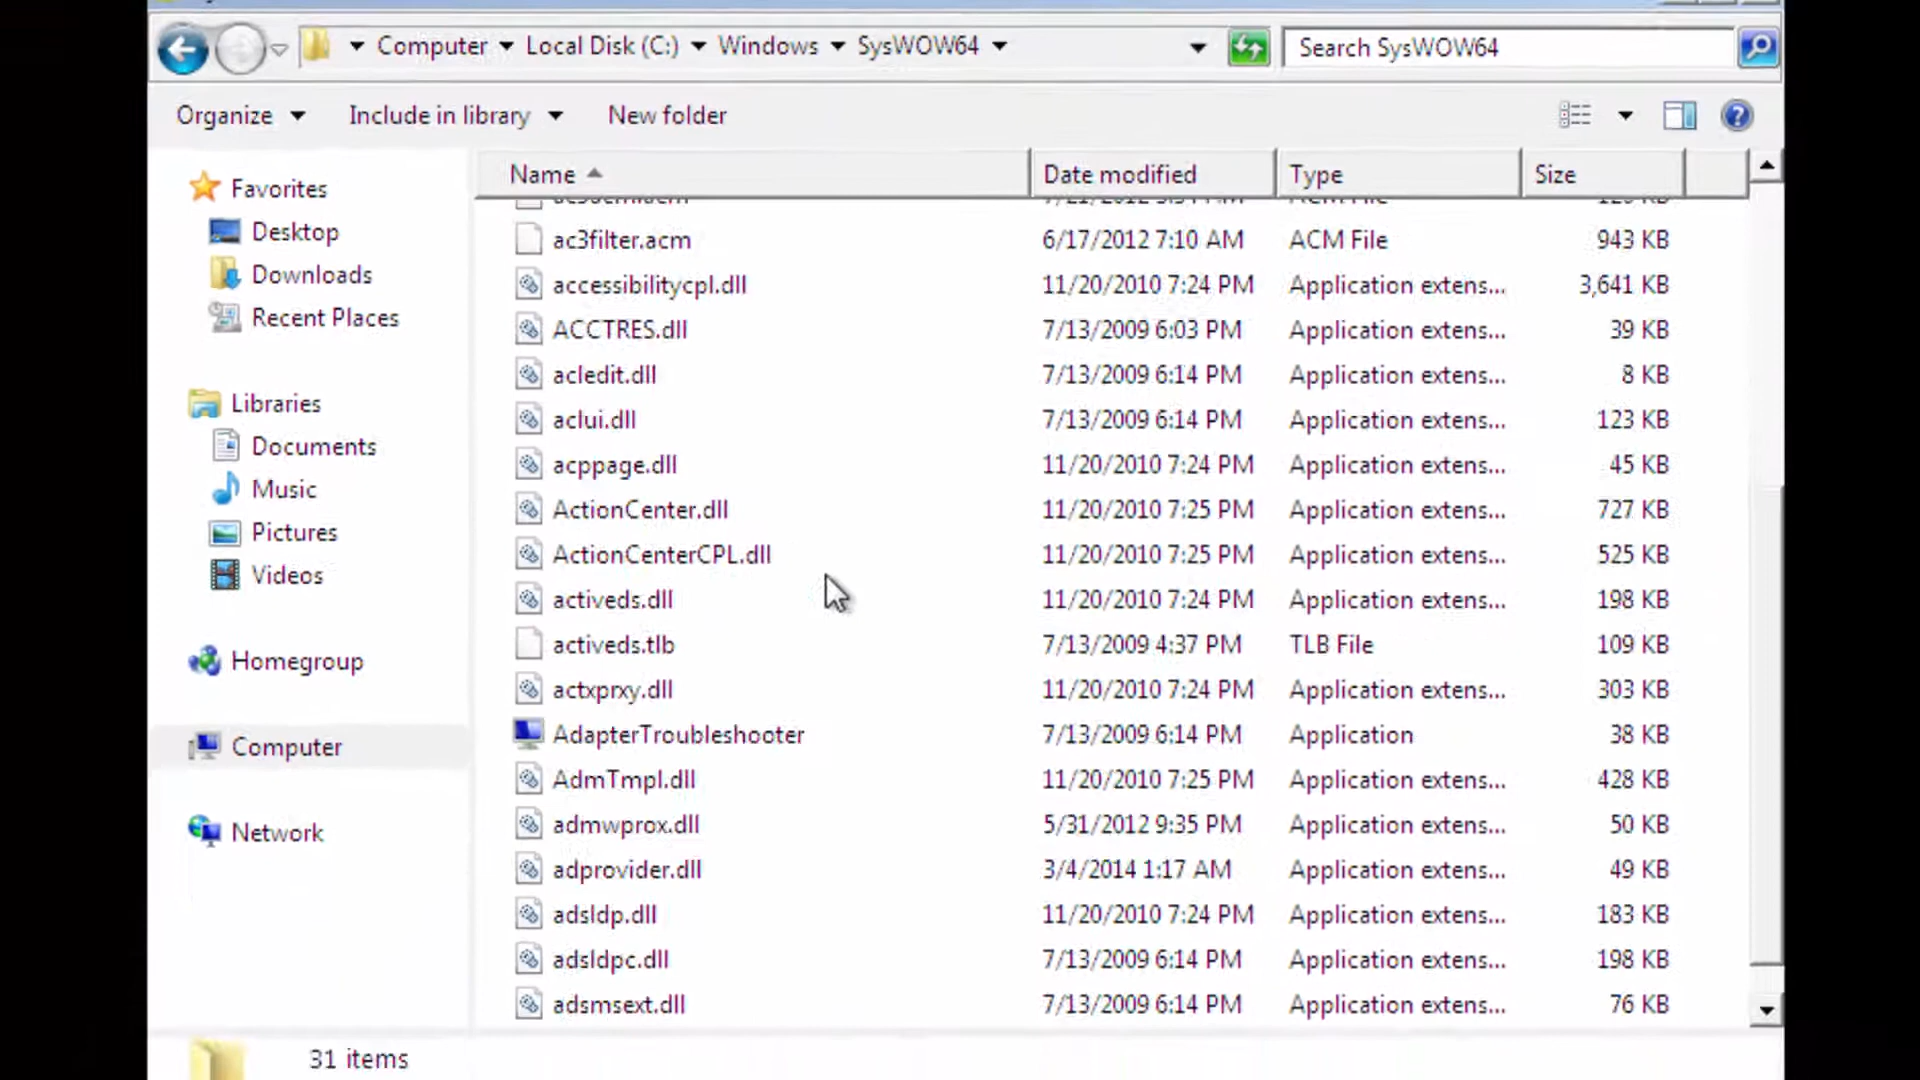 Computer Local Disk (C:) Windows SysWOW64 Search SysWOW64
Organize Include in library New folder
Name Date modified Type Size
Favorites
Desktop
Downloads
Recent Places
Libraries
Documents
Music
Pictures
Videos
Homegroup
Computer
Network
ac3filter.acm 6/17/2012 7:10 AM ACM File 943 KB
accessibilitycpl.dll 11/20/2010 7:24 PM Application extens... 3,641 KB
ACCTRES.dll 7/13/2009 6:03 PM Application extens... 39 KB
acledit.dll 7/13/2009 6:14 PM Application extens... 8 KB
aclui.dll 7/13/2009 6:14 PM Application extens... 123 KB
acppage.dll 11/20/2010 7:24 PM Application extens... 45 KB
ActionCenter.dll 11/20/2010 7:25 PM Application extens... 727 KB
ActionCenterCPL.dll 11/20/2010 7:25 PM Application extens... 525 KB
activeds.dll 11/20/2010 7:24 PM Application extens... 198 KB
activeds.tlb 7/13/2009 4:37 PM TLB File 109 KB
actxprxy.dll 11/20/2010 7:24 PM Application extens... 303 KB
AdapterTroubleshooter 7/13/2009 6:14 PM Application 38 KB
AdmTmpl.dll 11/20/2010 7:25 PM Application extens... 428 KB
admwprox.dll 5/31/2012 9:35 PM Application extens... 50 KB
adprovider.dll 3/4/2014 1:17 AM Application extens... 49 KB
adsldp.dll 11/20/2010 7:24 PM Application extens... 183 KB
adsldpc.dll 7/13/2009 6:14 PM Application extens... 198 KB
adsmsext.dll 7/13/2009 6:14 PM Application extens... 76 KB
31 items